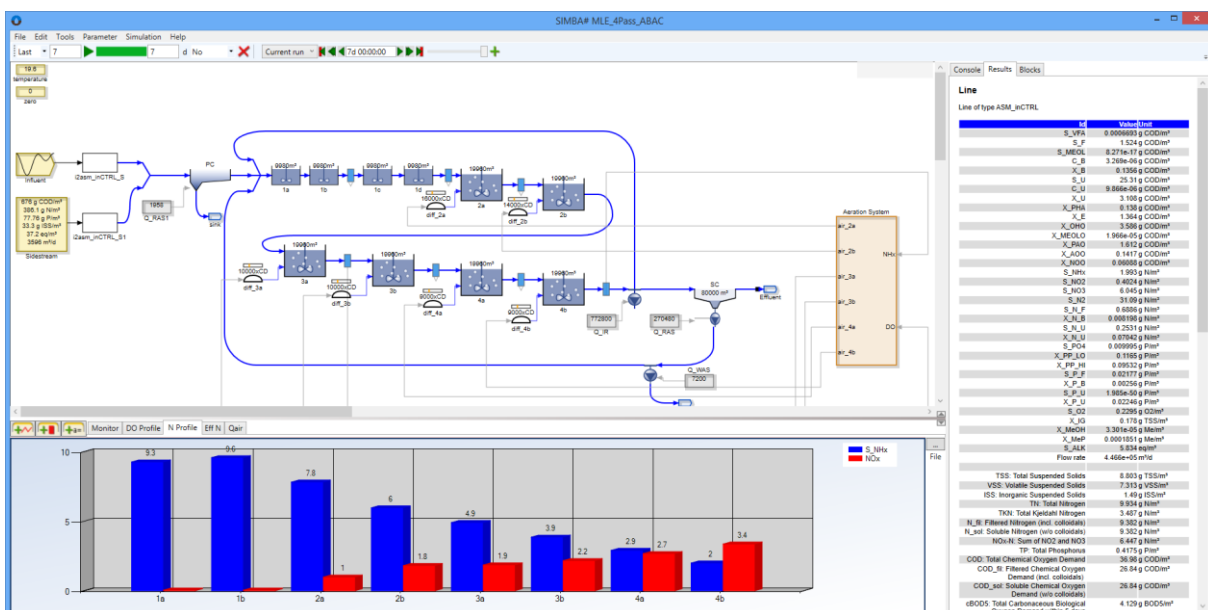 SIMBA# MLE_4Pass_ABAC
File Edit Tools Parameter Simulation Help
Last 7 7 d No Current run 7d 00:00:00
19.6
temperature
0
zero
Influent
i2asm_inCTRL_S
676 g COD/m³
386.1 g N/m³
77.76 g P/m³
33.3 g ISS/m³
37.2 eq/m³
3596 m³/d
Sidestream
i2asm_inCTRL_S1
PC
1958
Q_RAS1
sink
9980m³ 9980m³ 9980m³ 9980m³ 19960m³ 19960m³
1a 1b 1c 1d 2a 2b
16000xCD
diff_2a
14000xCD
diff_2b
19960m³ 19960m³ 19960m³ 19960m³
3a 3b 4a 4b
10000xCD
diff_3a
10000xCD
diff_3b
9000xCD
diff_4a
9000xCD
diff_4b
772800
Q_IR
270480
Q_RAS
SC
80000 m³
Effluent
Q_WAS
7200
Aeration System
air_2a
air_2b
air_3a
air_3b
air_4a
air_4b
NHx
DO
Monitor DO Profile N Profile Eff N Qair
File
S_NHx
NOx
10
5
0
9.3 9.6 7.8 6 4.9 3.9 2.9 2
1 1.8 1.9 2.2 2.7 3.4
1a 1b 2a 2b 3a 3b 4a 4b
Console Results Blocks
Line
Line of type ASM_inCTRL
Id Value Unit
S_VFA 0.0006693 g COD/m³
S_F 1.524 g COD/m³
S_MEOL 8.271e-17 g COD/m³
C_B 3.269e-06 g COD/m³
X_B 0.1356 g COD/m³
S_U 25.31 g COD/m³
C_U 9.866e-06 g COD/m³
X_U 3.108 g COD/m³
X_PHA 0.138 g COD/m³
X_E 1.364 g COD/m³
X_OHO 3.586 g COD/m³
X_MEOLO 1.966e-05 g COD/m³
X_PAO 1.612 g COD/m³
X_AOO 0.1417 g COD/m³
X_NOO 0.06068 g COD/m³
S_NHx 1.993 g N/m³
S_NO2 0.4024 g N/m³
S_NO3 6.045 g N/m³
S_N2 31.09 g N/m³
S_N_F 0.6886 g N/m³
X_N_B 0.008198 g N/m³
S_N_U 0.2531 g N/m³
X_N_U 0.07042 g N/m³
S_PO4 0.009995 g P/m³
X_PP_LO 0.1165 g P/m³
X_PP_HI 0.09532 g P/m³
S_P_F 0.02177 g P/m³
X_P_B 0.00256 g P/m³
S_P_U 1.985e-50 g P/m³
X_P_U 0.02246 g P/m³
S_O2 0.2295 g O2/m³
X_IG 0.178 g TSS/m³
X_MeOH 3.301e-05 g Me/m³
X_MeP 0.0001851 g Me/m³
S_ALK 5.834 eq/m³
Flow rate 4.466e+05 m³/d
TSS: Total Suspended Solids 8.803 g TSS/m³
VSS: Volatile Suspended Solids 7.313 g VSS/m³
ISS: Inorganic Suspended Solids 1.49 g ISS/m³
TN: Total Nitrogen 9.934 g N/m³
TKN: Total Kjeldahl Nitrogen 3.487 g N/m³
N_fil: Filtered Nitrogen (incl. colloidals) 9.382 g N/m³
N_sol: Soluble Nitrogen (w/o colloidals) 9.382 g N/m³
NOx-N: Sum of NO2 and NO3 6.447 g N/m³
TP: Total Phosphorus 0.4175 g P/m³
COD: Total Chemical Oxygen Demand 36.98 g COD/m³
COD_fil: Filtered Chemical Oxygen 26.84 g COD/m³
Demand (incl. colloidals)
COD_sol: Soluble Chemical Oxygen 26.84 g COD/m³
Demand (w/o colloidals)
cBOD5: Total Carbonaceous Biological 4.129 g BOD5/m³